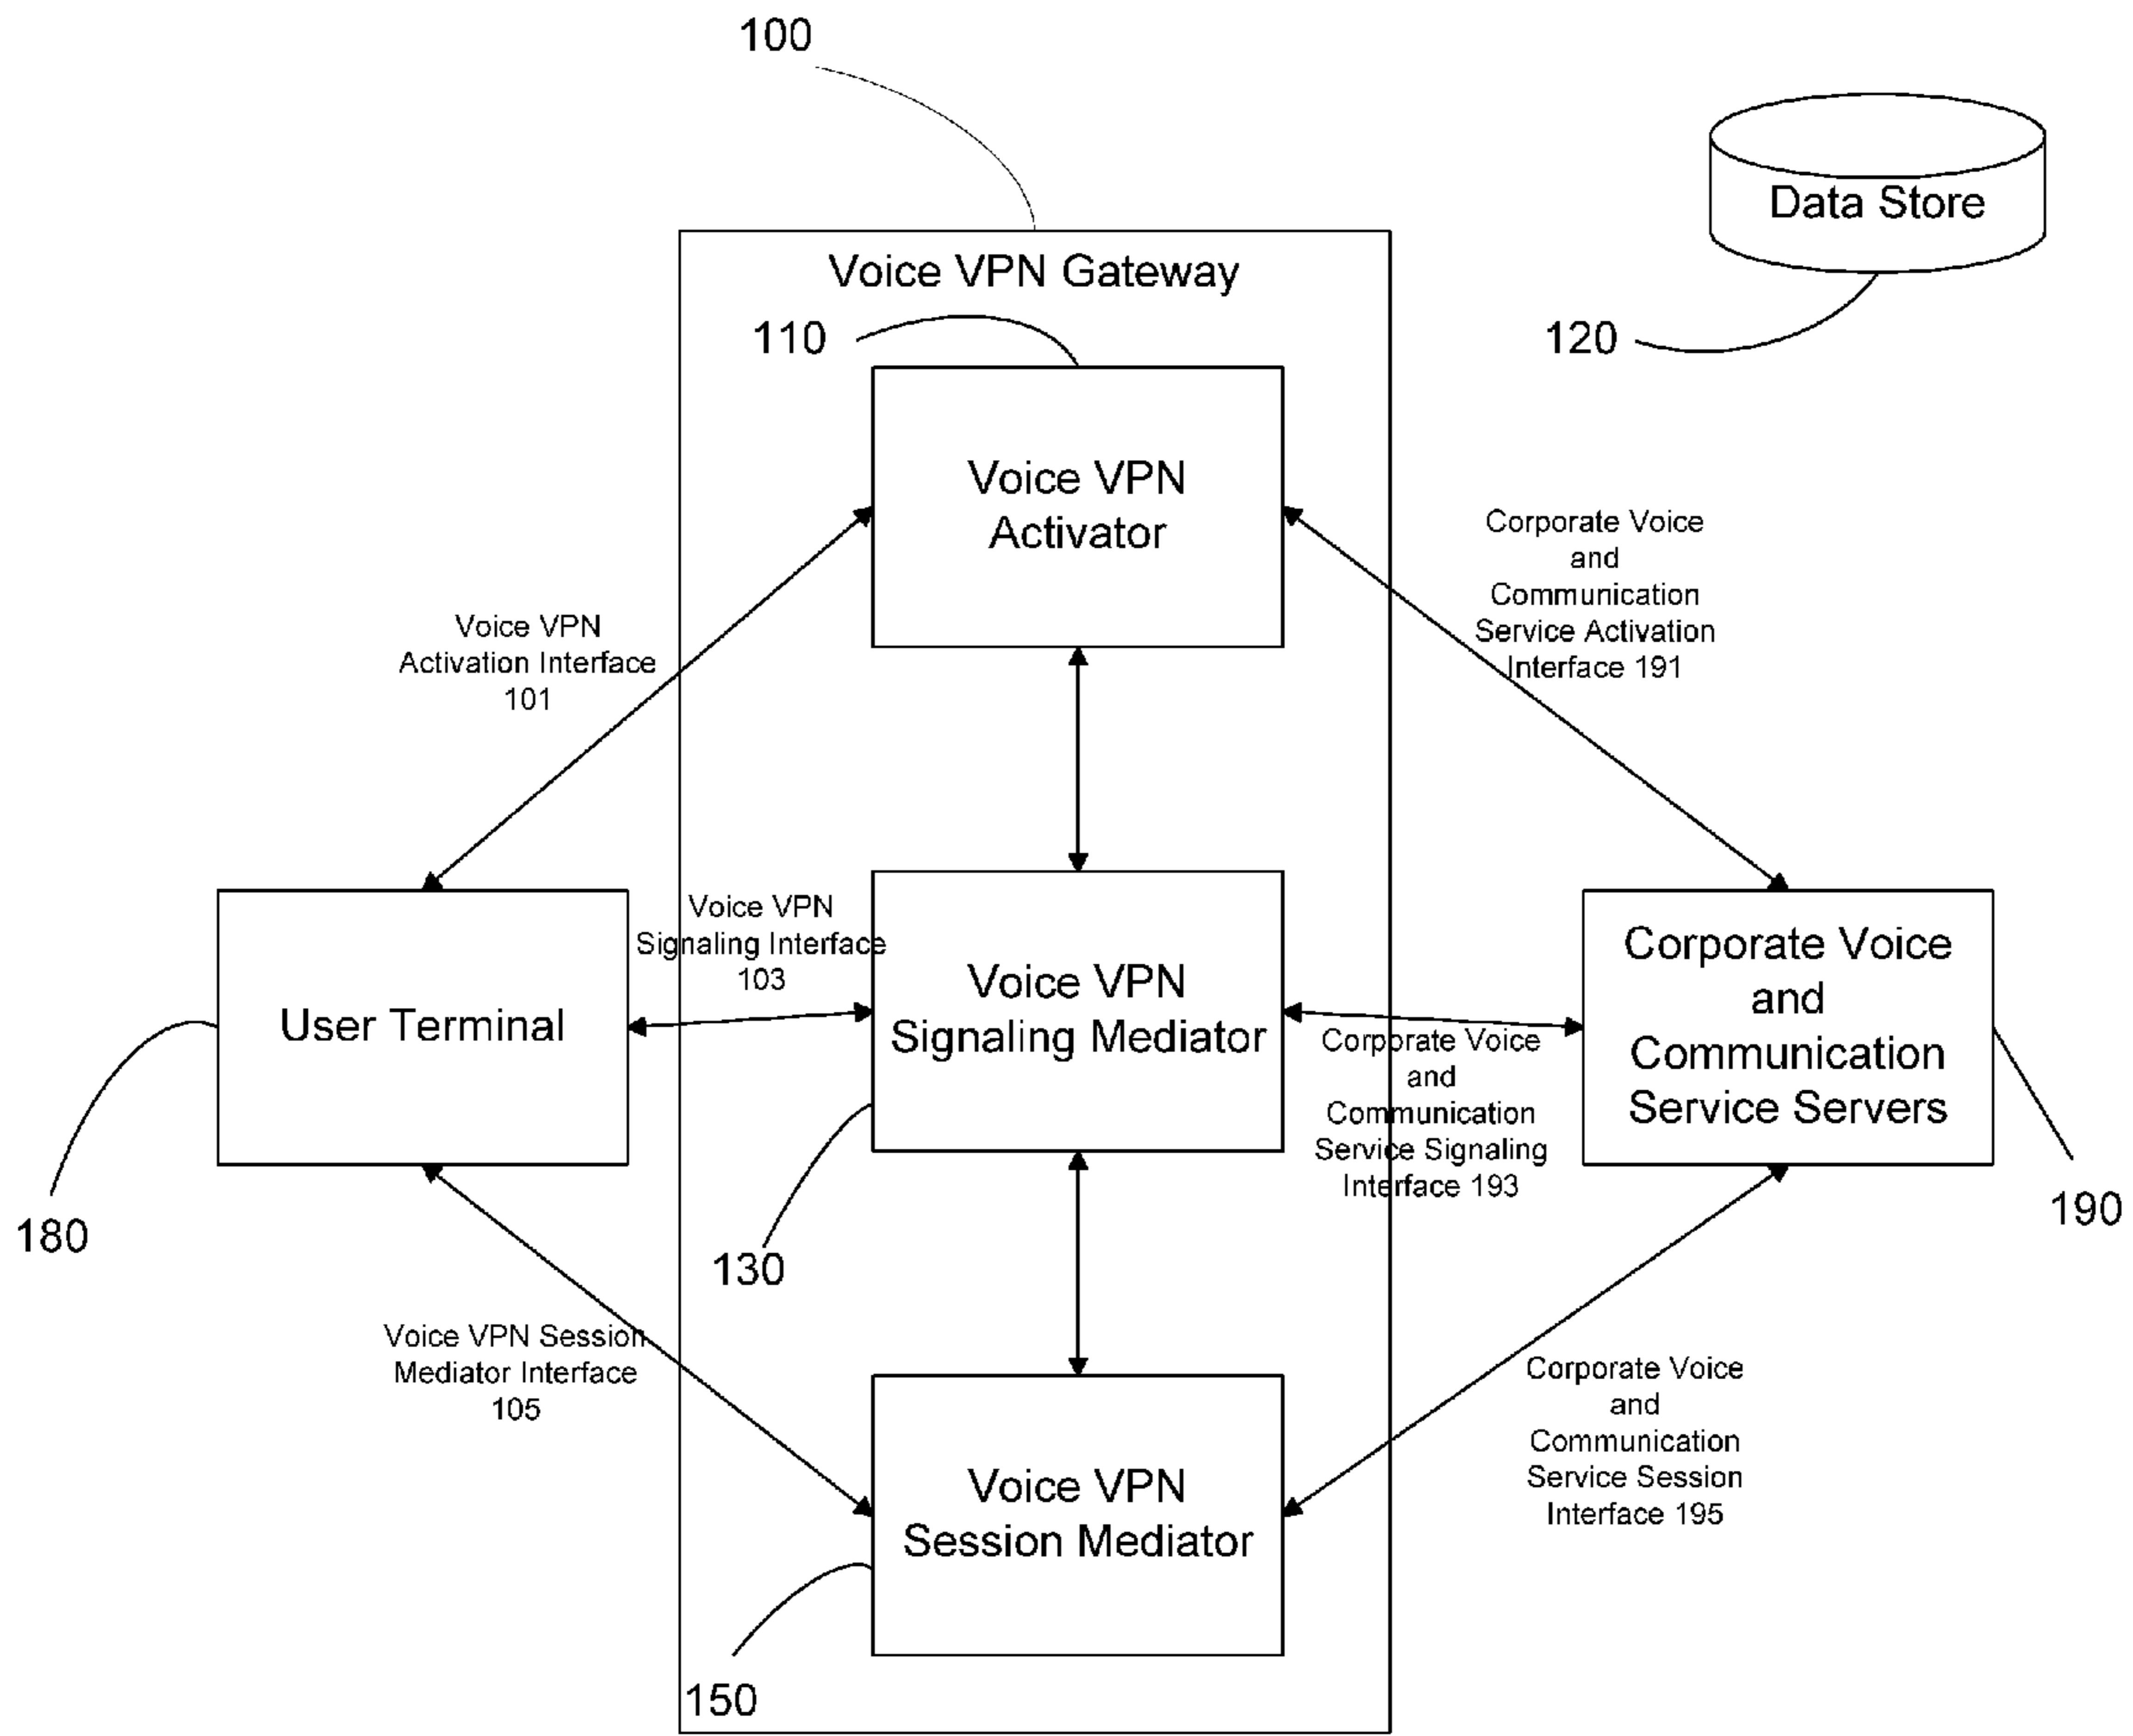 100
Data Store
Voice VPN Gateway
110
120
Voice VPN
Activator
Corporate Voice
and
Communication
Service Activation
Interface 191
Voice VPN
Activation Interface
101
Voice VPN
Signaling Interface
103
User Terminal
Voice VPN
Signaling Mediator
Corporate Voice
and
Communication
Service Servers
Corporate Voice
and
Communication
Service Signaling
Interface 193
180
130
190
Voice VPN Session
Mediator Interface
105
Corporate Voice
and
Communication
Service Session
Interface 195
Voice VPN
Session Mediator
150